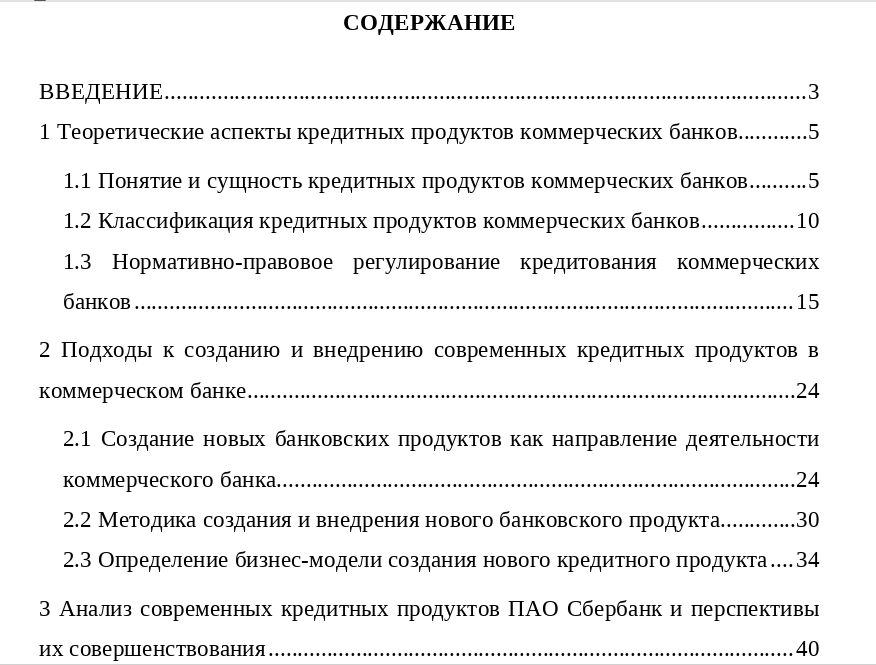 СОДЕРЖАНИЕ
ВВЕДЕНИЕ....................................................................................................3
1 Теоретические аспекты кредитных продуктов коммерческих банков...........5
1.1 Понятие и сущность кредитных продуктов коммерческих банков..........5
1.2 Классификация кредитных продуктов коммерческих банков................10
1.3 Нормативно-правовое регулирование кредитования коммерческих
банков................................................................................................15
2 Подходы к созданию и внедрению современных кредитных продуктов в
коммерческом банке.............................................................................24
2.1 Создание новых банковских продуктов как направление деятельности
коммерческого банка.........................................................................24
2.2 Методика создания и внедрения нового банковского продукта.............30
2.3 Определение бизнес-модели создания нового кредитного продукта....34
3 Анализ современных кредитных продуктов ПАО Сбербанк и перспективы
их совершенствования..........................................................................40